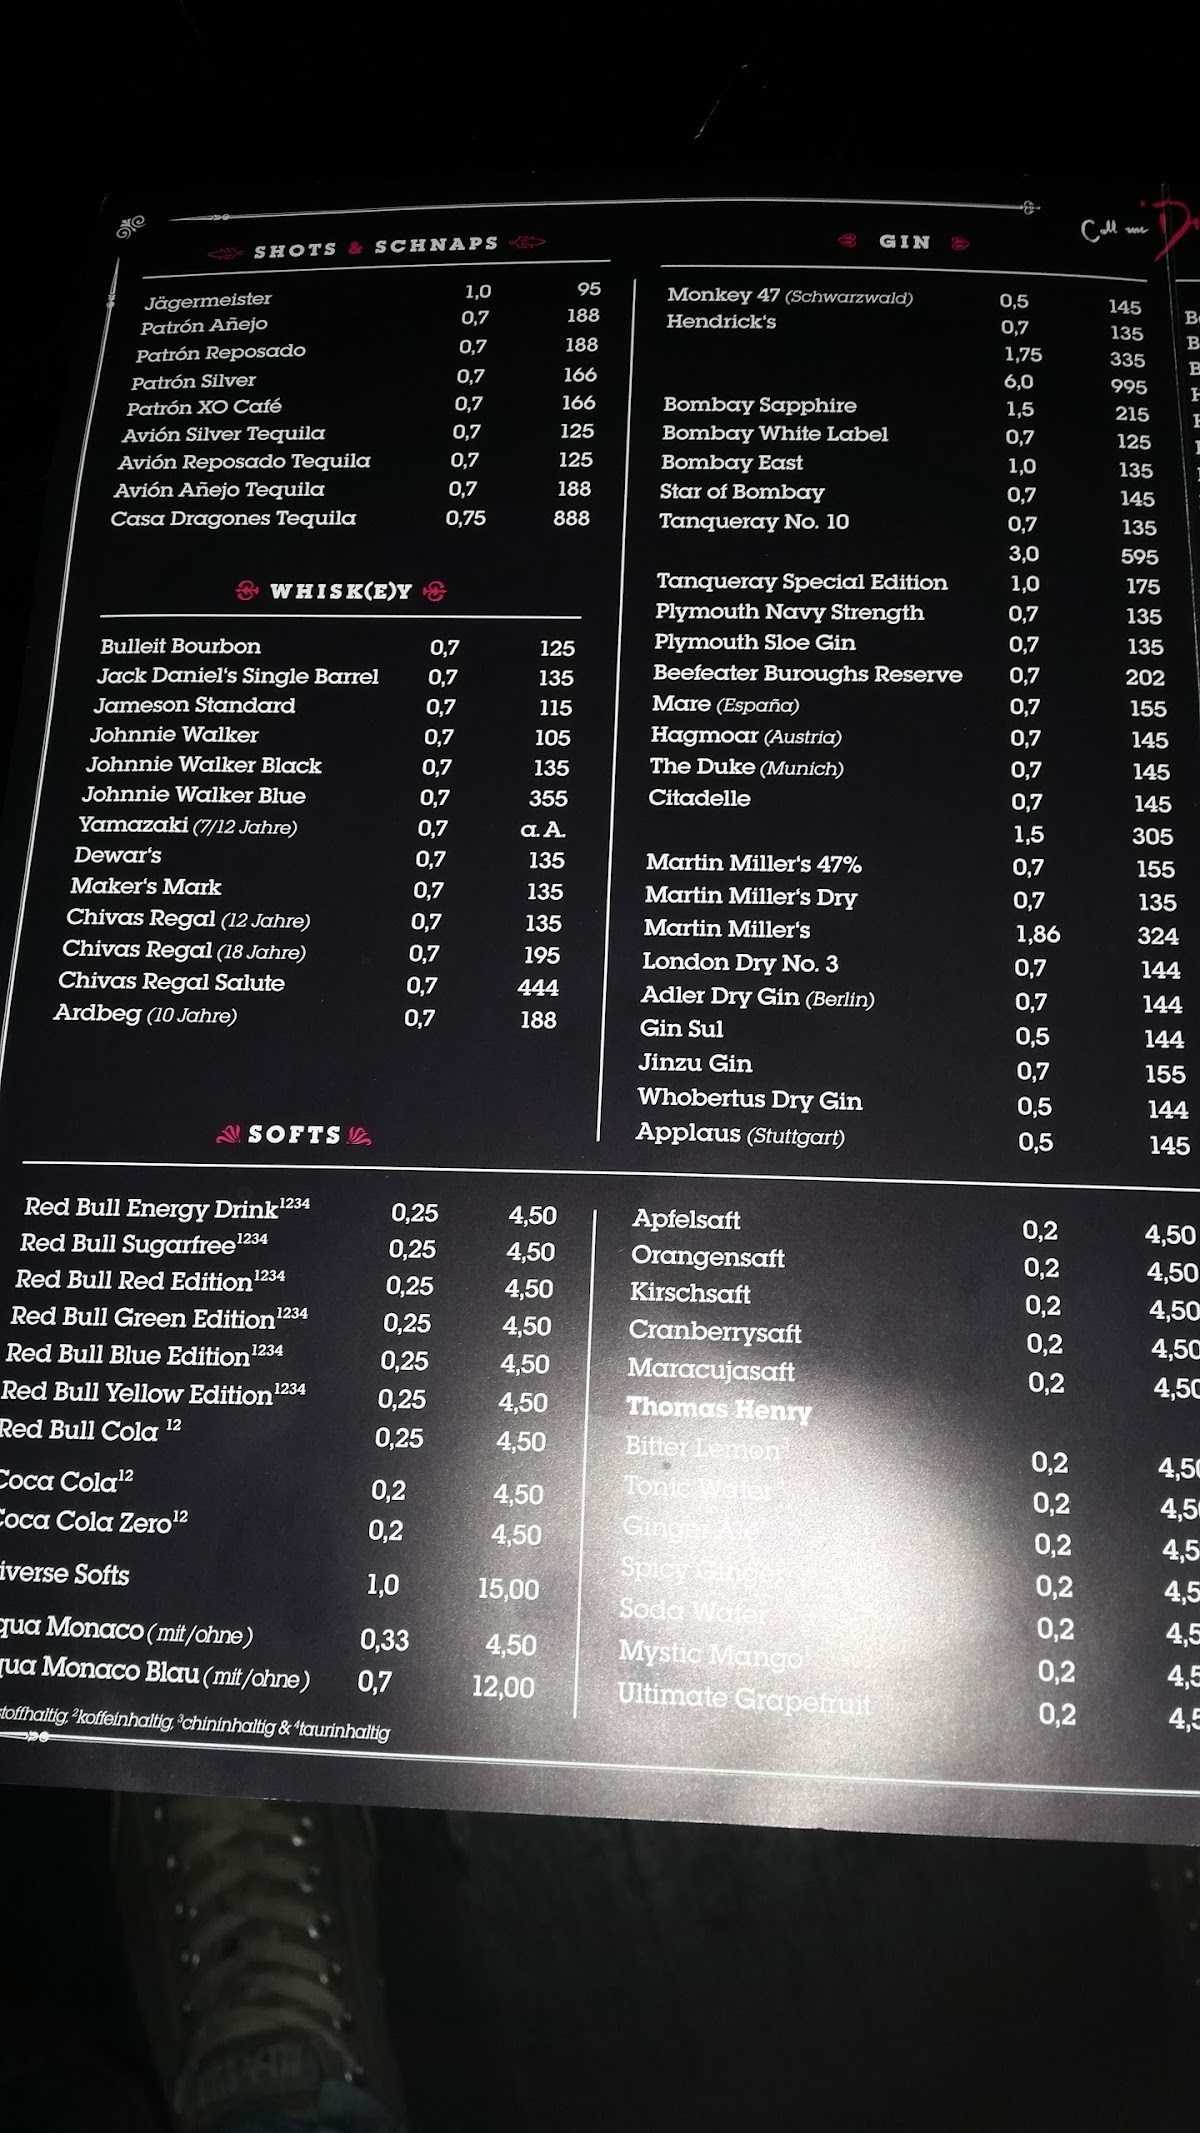 Call me
SHOTS & SCHNAPS
Jägermeister 1,0 95
Patrón Añejo 0,7 188
Patrón Reposado 0,7 188
Patrón Silver 0,7 166
Patrón XO Café 0,7 166
Avión Silver Tequila 0,7 125
Avión Reposado Tequila 0,7 125
Avión Añejo Tequila 0,7 188
Casa Dragones Tequila 0,75 888
WHISK(E)Y
Bulleit Bourbon 0,7 125
Jack Daniel's Single Barrel 0,7 135
Jameson Standard 0,7 115
Johnnie Walker 0,7 105
Johnnie Walker Black 0,7 135
Johnnie Walker Blue 0,7 355
Yamazaki (7/12 Jahre) 0,7 a. A.
Dewar's 0,7 135
Maker's Mark 0,7 135
Chivas Regal (12 Jahre) 0,7 135
Chivas Regal (18 Jahre) 0,7 195
Chivas Regal Salute 0,7 444
Ardbeg (10 Jahre) 0,7 188
GIN
Monkey 47 (Schwarzwald) 0,5 145
Hendrick's 0,7 135
1,75 335
6,0 995
Bombay Sapphire 1,5 215
Bombay White Label 0,7 125
Bombay East 1,0 135
Star of Bombay 0,7 145
Tanqueray No. 10 0,7 135
3,0 595
Tanqueray Special Edition 1,0 175
Plymouth Navy Strength 0,7 135
Plymouth Sloe Gin 0,7 135
Beefeater Buroughs Reserve 0,7 202
Mare (España) 0,7 155
Hagmoar (Austria) 0,7 145
The Duke (Munich) 0,7 145
Citadelle 0,7 145
1,5 305
Martin Miller's 47% 0,7 155
Martin Miller's Dry 0,7 135
Martin Miller's 1,86 324
London Dry No. 3 0,7 144
Adler Dry Gin (Berlin) 0,7 144
Gin Sul 0,5 144
Jinzu Gin 0,7 155
Whobertus Dry Gin 0,5 144
Applaus (Stuttgart) 0,5 145
SOFTS
Red Bull Energy Drink¹²³⁴ 0,25 4,50
Red Bull Sugarfree¹²³⁴ 0,25 4,50
Red Bull Red Edition¹²³⁴ 0,25 4,50
Red Bull Green Edition¹²³⁴ 0,25 4,50
Red Bull Blue Edition¹²³⁴ 0,25 4,50
Red Bull Yellow Edition¹²³⁴ 0,25 4,50
Red Bull Cola ¹² 0,25 4,50
Coca Cola¹² 0,2 4,50
Coca Cola Zero¹² 0,2 4,50
iverse Softs 1,0 15,00
qua Monaco (mit/ohne) 0,33 4,50
qua Monaco Blau (mit/ohne) 0,7 12,00
stoffhaltig, ²koffeinhaltig, ³chininhaltig & ⁴taurinhaltig
Apfelsaft 0,2 4,50
Orangensaft 0,2 4,50
Kirschsaft 0,2 4,50
Cranberrysaft 0,2 4,50
Maracujasaft 0,2 4,50
Thomas Henry
Bitter Lemon³ 0,2 4,50
Tonic Water 0,2 4,5
Ginger Ale 0,2 4,5
Spicy Ginger 0,2 4,5
Soda Wa 0,2 4,5
Mystic Mango 0,2 4,5
Ultimate Grapefruit 0,2 4,5